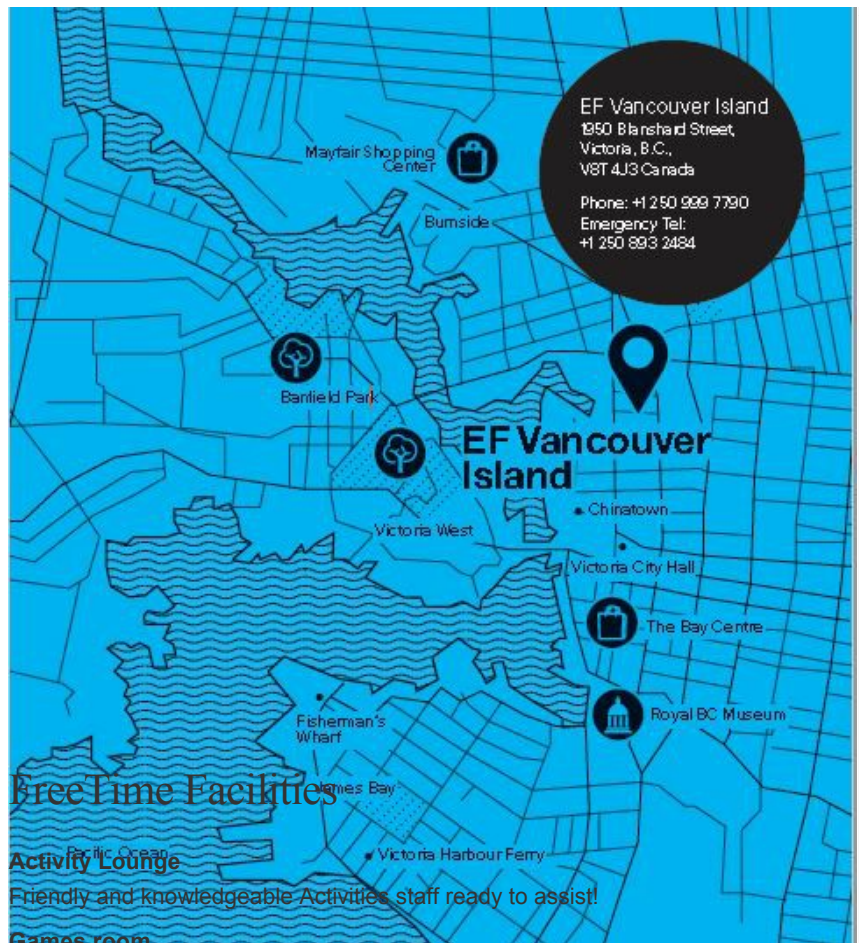 EF Vancouver Island
1950 Blanshard Street,
Victoria, B.C.,
V8T 4J3 Canada
Phone: +1 250 999 7790
Emergency Tel:
+1 250 893 2484
Mayfair Shopping
Center
Burnside
Banfield Park
EF Vancouver
Island
Chinatown
Victoria West
Victoria City Hall
The Bay Centre
Royal BC Museum
Fisherman's
Wharf
James Bay
FreeTime Facilities
Pacific Ocean
Victoria Harbour Ferry
Activity Lounge
Friendly and knowledgeable Activities staff ready to assist!
Games room